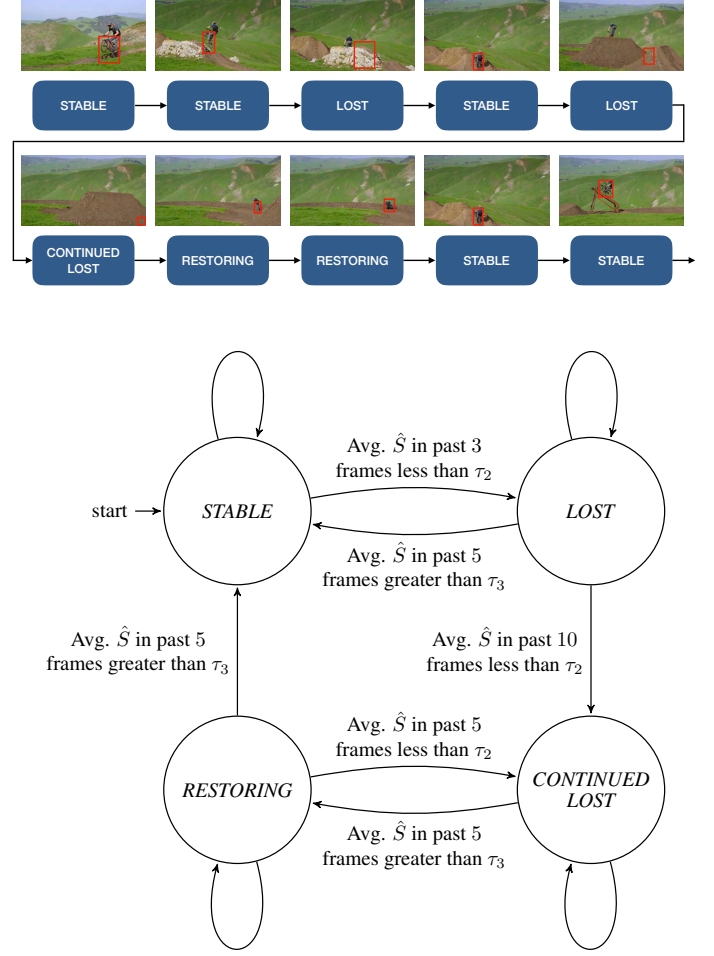 STABLE
STABLE
LOST
STABLE
LOST
CONTINUED
LOST
RESTORING
RESTORING
STABLE
STABLE
Avg. Ŝ in past 3
frames less than τ₂
start
STABLE
LOST
Avg. Ŝ in past 5
frames greater than τ₃
Avg. Ŝ in past 5
frames greater than τ₃
Avg. Ŝ in past 10
frames less than τ₂
Avg. Ŝ in past 5
frames less than τ₂
RESTORING
CONTINUED
LOST
Avg. Ŝ in past 5
frames greater than τ₃